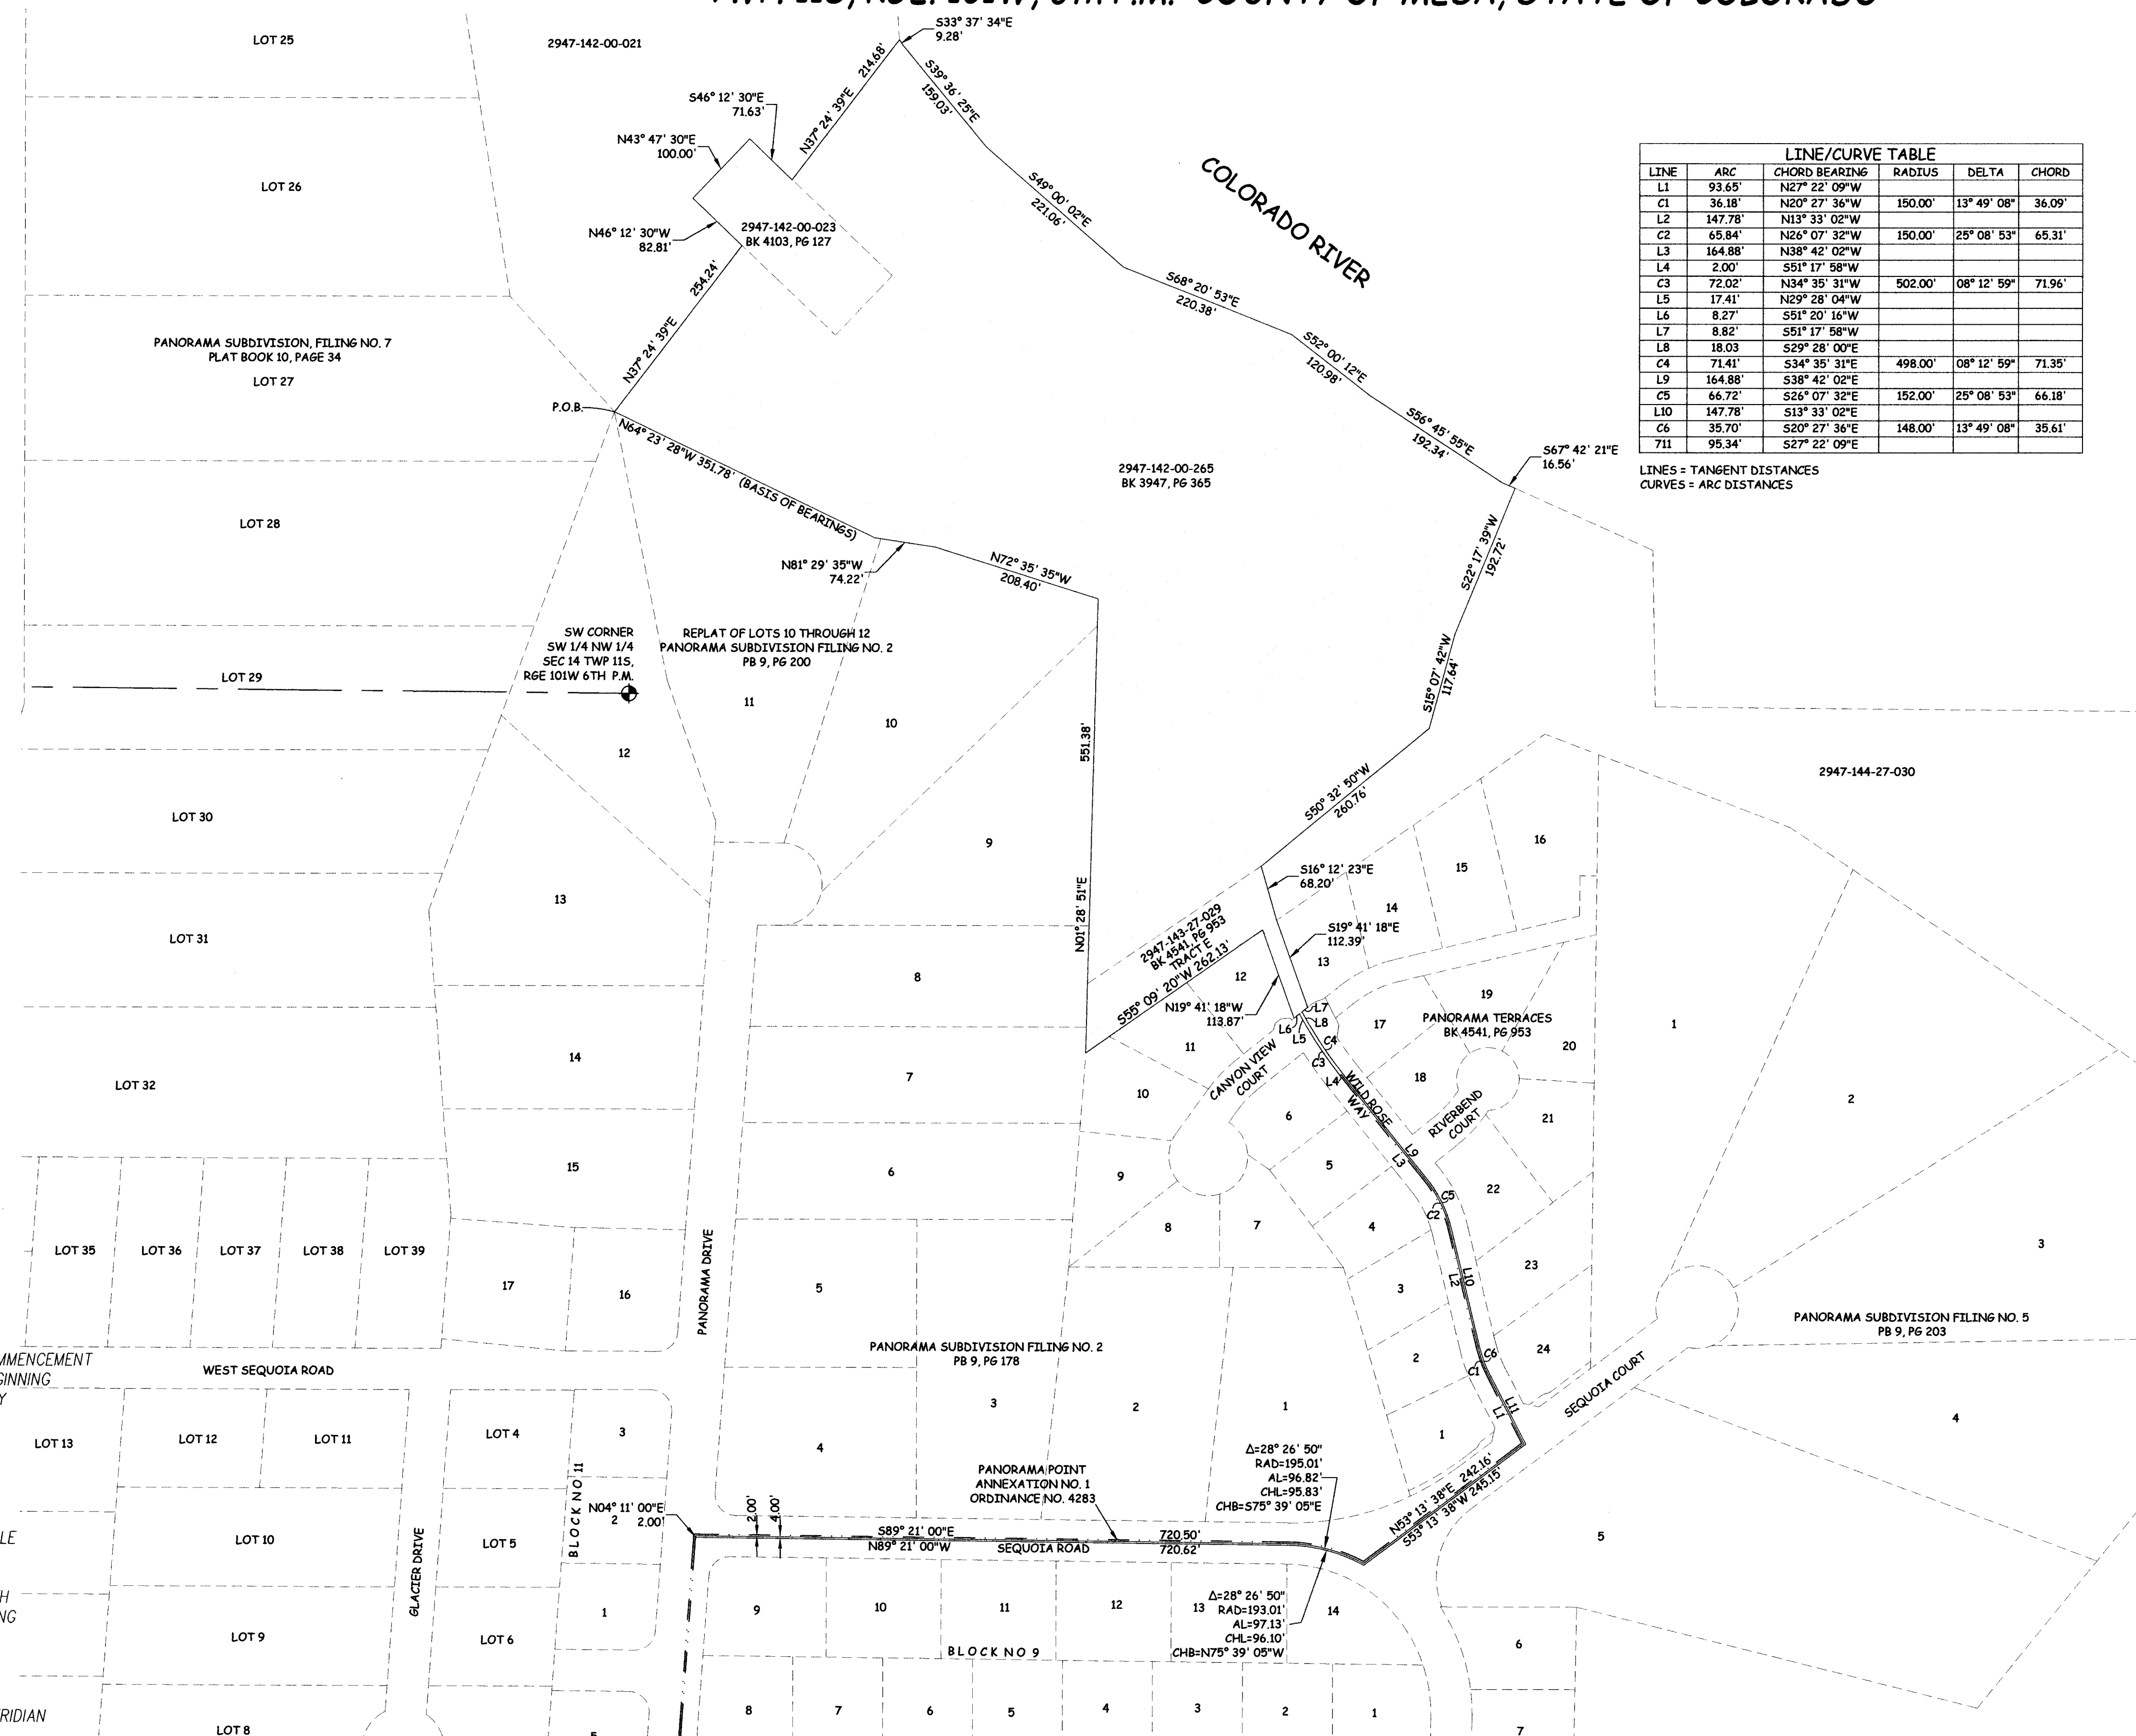 LOT 25
2947-142-00-021
S33° 37' 34"E
9.28'
214.68'
N37° 24' 39"E
S39° 36' 25"E
159.03'
S46° 12' 30"E
71.63'
N43° 47' 30"E
100.00'
LOT 26
N46° 12' 30"W
82.81'
2947-142-00-023
BK 4103, PG 127
S49° 00' 02"E
221.06'
COLORADO RIVER
254.24'
N37° 24' 39"E
S68° 20' 53"E
220.38'
PANORAMA SUBDIVISION, FILING NO. 7
PLAT BOOK 10, PAGE 34
LOT 27
S52° 00' 12"E
120.98'
P.O.B.
N64° 23' 28"W 351.78' (BASIS OF BEARINGS)
S56° 45' 55"E
192.34'
S67° 42' 21"E
16.56'
LINE/CURVE TABLE
LINE ARC CHORD BEARING RADIUS DELTA CHORD
L1 93.65' N27° 22' 09"W
C1 36.18' N20° 27' 36"W 150.00' 13° 49' 08" 36.09'
L2 147.78' N13° 33' 02"W
C2 65.84' N26° 07' 32"W 150.00' 25° 08' 53" 65.31'
L3 164.88' N38° 42' 02"W
L4 2.00' S51° 17' 58"W
C3 72.02' N34° 35' 31"W 502.00' 08° 12' 59" 71.96'
L5 17.41' N29° 28' 04"W
L6 8.27' S51° 20' 16"W
L7 8.82' S51° 17' 58"W
L8 18.03 S29° 28' 00"E
C4 71.41' S34° 35' 31"E 498.00' 08° 12' 59" 71.35'
L9 164.88' S38° 42' 02"E
C5 66.72' S26° 07' 32"E 152.00' 25° 08' 53" 66.18'
L10 147.78' S13° 33' 02"E
C6 35.70' S20° 27' 36"E 148.00' 13° 49' 08" 35.61'
711 95.34' S27° 22' 09"E
LINES = TANGENT DISTANCES
CURVES = ARC DISTANCES
2947-142-00-265
BK 3947, PG 365
LOT 28
N81° 29' 35"W
74.22'
N72° 35' 35"W
208.40'
S22° 17' 39"W
192.72'
SW CORNER
SW 1/4 NW 1/4
SEC 14 TWP 11S,
RGE 101W 6TH P.M.
REPLAT OF LOTS 10 THROUGH 12
PANORAMA SUBDIVISION FILING NO. 2
PB 9, PG 200
S15° 07' 42"W
117.64'
LOT 29
11
10
12
551.38'
N01° 28' 51"E
S50° 32' 50"W
260.76'
2947-144-27-030
LOT 30
9
16
15
S16° 12' 23"E
68.20'
13
14
LOT 31
2947-143-27-029
BK 4541, PG 953
TRACT E
S55° 09' 20"W 262.13'
S19° 41' 18"E
112.39'
13
12
8
N19° 41' 18"W
113.87'
19
L7
L6
L8
L5
17
PANORAMA TERRACES
BK 4541, PG 953
1
20
14
11
C4
C3
LOT 32
7
CANYON VIEW
COURT
L4
18
10
WILD ROSE
WAY
RIVERBEND
COURT
2
6
21
15
6
9
5
L9
L3
22
C5
C2
LOT 35
LOT 36
LOT 37
LOT 38
LOT 39
8
7
4
3
PANORAMA DRIVE
17
16
5
L2
L10
3
23
PANORAMA SUBDIVISION FILING NO. 5
PB 9, PG 203
MMENCEMENT
GINNING
Y
WEST SEQUOIA ROAD
PANORAMA SUBDIVISION FILING NO. 2
PB 9, PG 178
2
C6
C1
24
SEQUOIA COURT
LOT 13
LOT 12
LOT 11
LOT 4
3
3
2
1
L1
L11
1
4
4
Δ=28° 26' 50"
RAD=195.01'
AL=96.82'
CHL=95.83'
CHB=S75° 39' 05"E
PANORAMA POINT
ANNEXATION NO. 1
ORDINANCE NO. 4283
N53° 13' 38"E 242.16'
S53° 13' 38"W 245.15'
BLOCK NO 11
N04° 11' 00"E
2.00'
2
2.00'
4.00'
LE
LOT 10
GLACIER DRIVE
LOT 5
S89° 21' 00"E 720.50'
N89° 21' 00"W SEQUOIA ROAD 720.62'
5
H
NG
1
9
10
11
12
13
Δ=28° 26' 50"
RAD=193.01'
AL=97.13'
CHL=96.10'
CHB=N75° 39' 05"W
14
LOT 9
LOT 6
BLOCK NO 9
6
RIDIAN
LOT 8
8
7
6
5
4
3
2
1
7